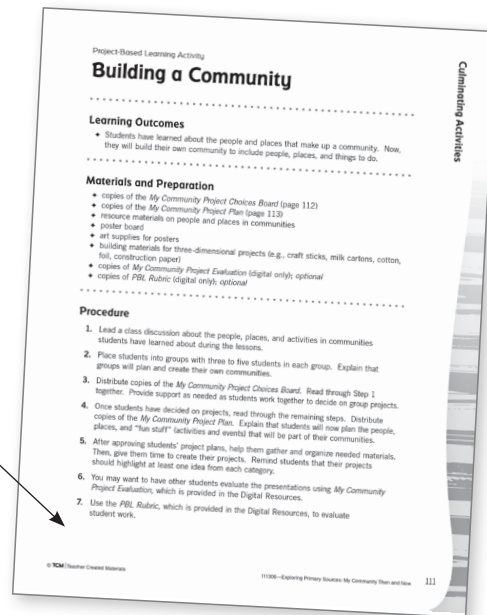 Project-Based Learning Activity
Building a Community
Culminating Activities
Learning Outcomes
✦ Students have learned about the people and places that make up a community. Now,
they will build their own community to include people, places, and things to do.
Materials and Preparation
✦ copies of the My Community Project Choices Board (page 112)
✦ copies of the My Community Project Plan (page 113)
✦ resource materials on people and places in communities
✦ poster board
✦ art supplies for posters
✦ building materials for three-dimensional projects (e.g., craft sticks, milk cartons, cotton,
foil, construction paper)
✦ copies of My Community Project Evaluation (digital only); optional
✦ copies of PBL Rubric (digital only); optional
Procedure
1. Lead a class discussion about the people, places, and activities in communities
students have learned about during the lessons.
2. Place students into groups with three to five students in each group. Explain that
groups will plan and create their own communities.
3. Distribute copies of the My Community Project Choices Board. Read through Step 1
together. Provide support as needed as students work together to decide on group projects.
4. Once students have decided on projects, read through the remaining steps. Distribute
copies of the My Community Project Plan. Explain that students will now plan the people,
places, and "fun stuff" (activities and events) that will be part of their communities.
5. After approving students' project plans, help them gather and organize needed materials.
Then, give them time to create their projects. Remind students that their projects
should highlight at least one idea from each category.
6. You may want to have other students evaluate the presentations using My Community
Project Evaluation, which is provided in the Digital Resources.
7. Use the PBL Rubric, which is provided in the Digital Resources, to evaluate
student work.
© TCM | Teacher Created Materials
111306—Exploring Primary Sources: My Community Then and Now
111